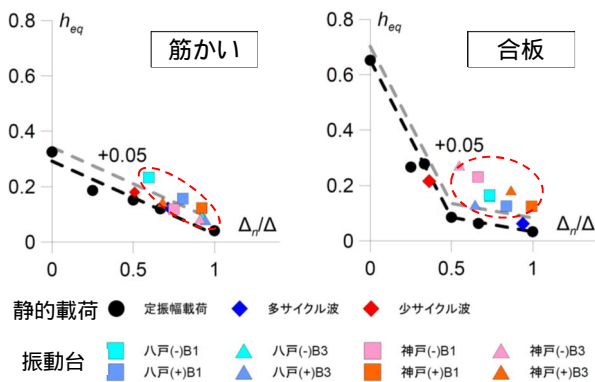 h_eq
0.8
筋かい
0.6
0.4
+0.05
0.2
Δ_n/Δ
0
0 0.5 1
h_eq
0.8
合板
0.6
0.4
+0.05
0.2
Δ_n/Δ
0
0 0.5 1
静的載荷 定振幅載荷 多サイクル波 少サイクル波
振動台 八戸(-)B1 八戸(-)B3 神戸(-)B1 神戸(-)B3
八戸(+)B1 八戸(+)B3 神戸(+)B1 神戸(+)B3